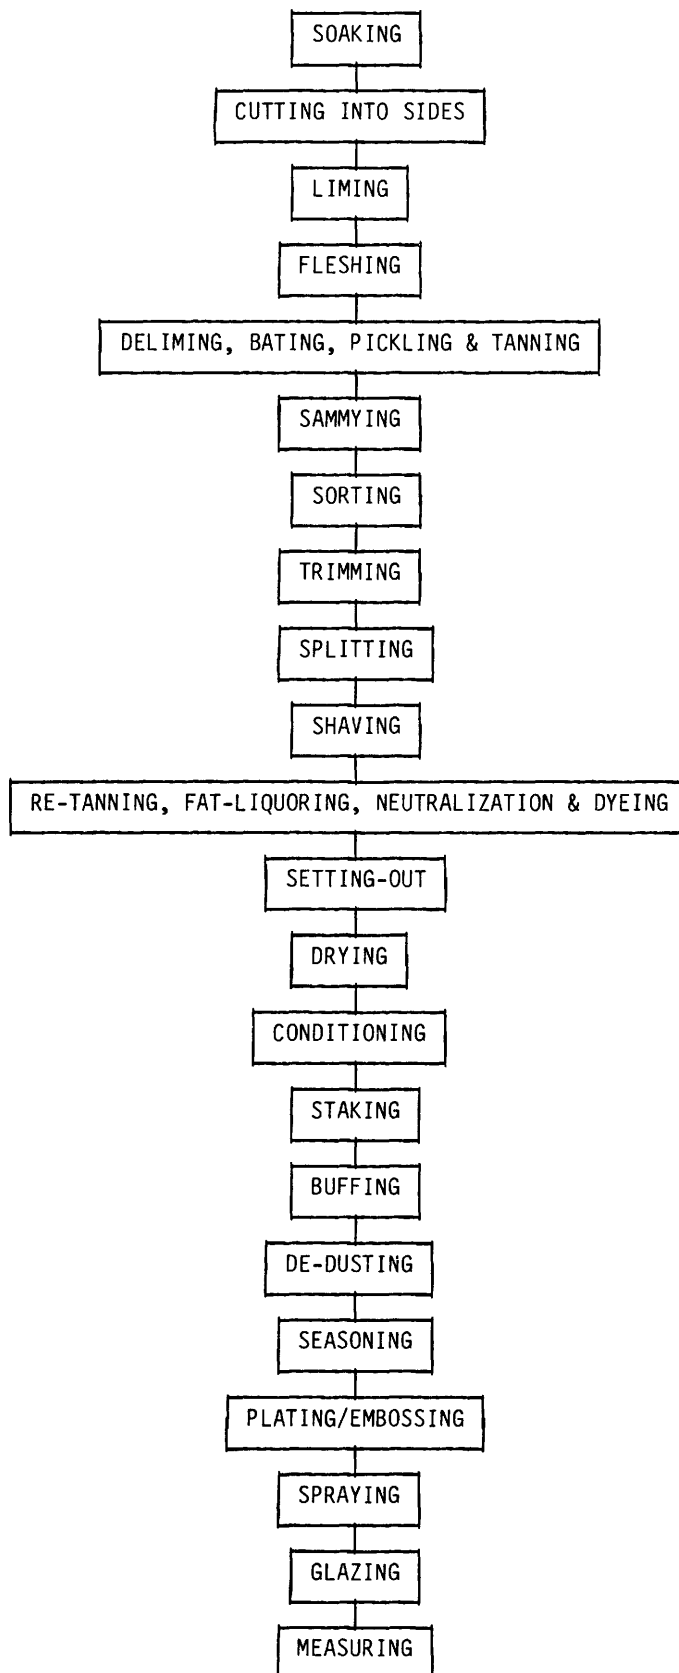 SOAKING
CUTTING INTO SIDES
LIMING
FLESHING
DELIMING, BATING, PICKLING & TANNING
SAMMYING
SORTING
TRIMMING
SPLITTING
SHAVING
RE-TANNING, FAT-LIQUORING, NEUTRALIZATION & DYEING
SETTING-OUT
DRYING
CONDITIONING
STAKING
BUFFING
DE-DUSTING
SEASONING
PLATING/EMBOSSING
SPRAYING
GLAZING
MEASURING